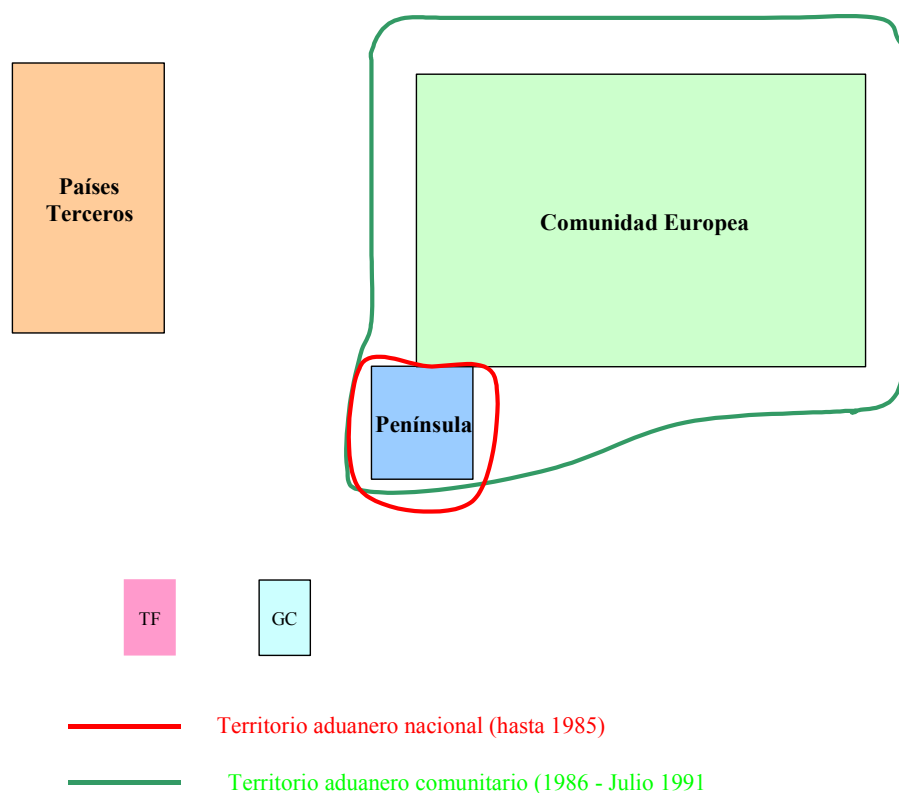 Países
Terceros
Comunidad Europea
Península
TF
GC
Territorio aduanero nacional (hasta 1985)
Territorio aduanero comunitario (1986 - Julio 1991